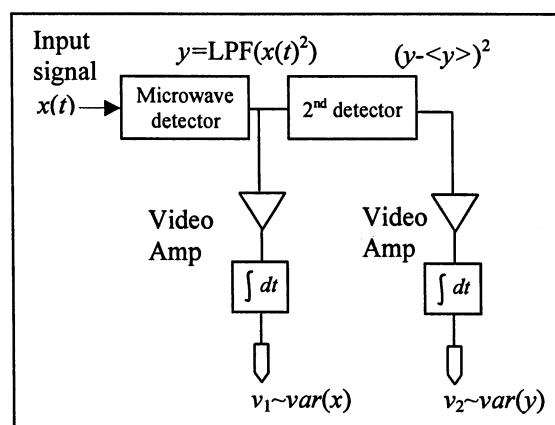 Input signal
y=LPF(x(t)²)
(y-<y>)²
x(t)
Microwave detector
2nd detector
Video Amp
Video Amp
∫ dt
∫ dt
v₁~var(x)
v₂~var(y)